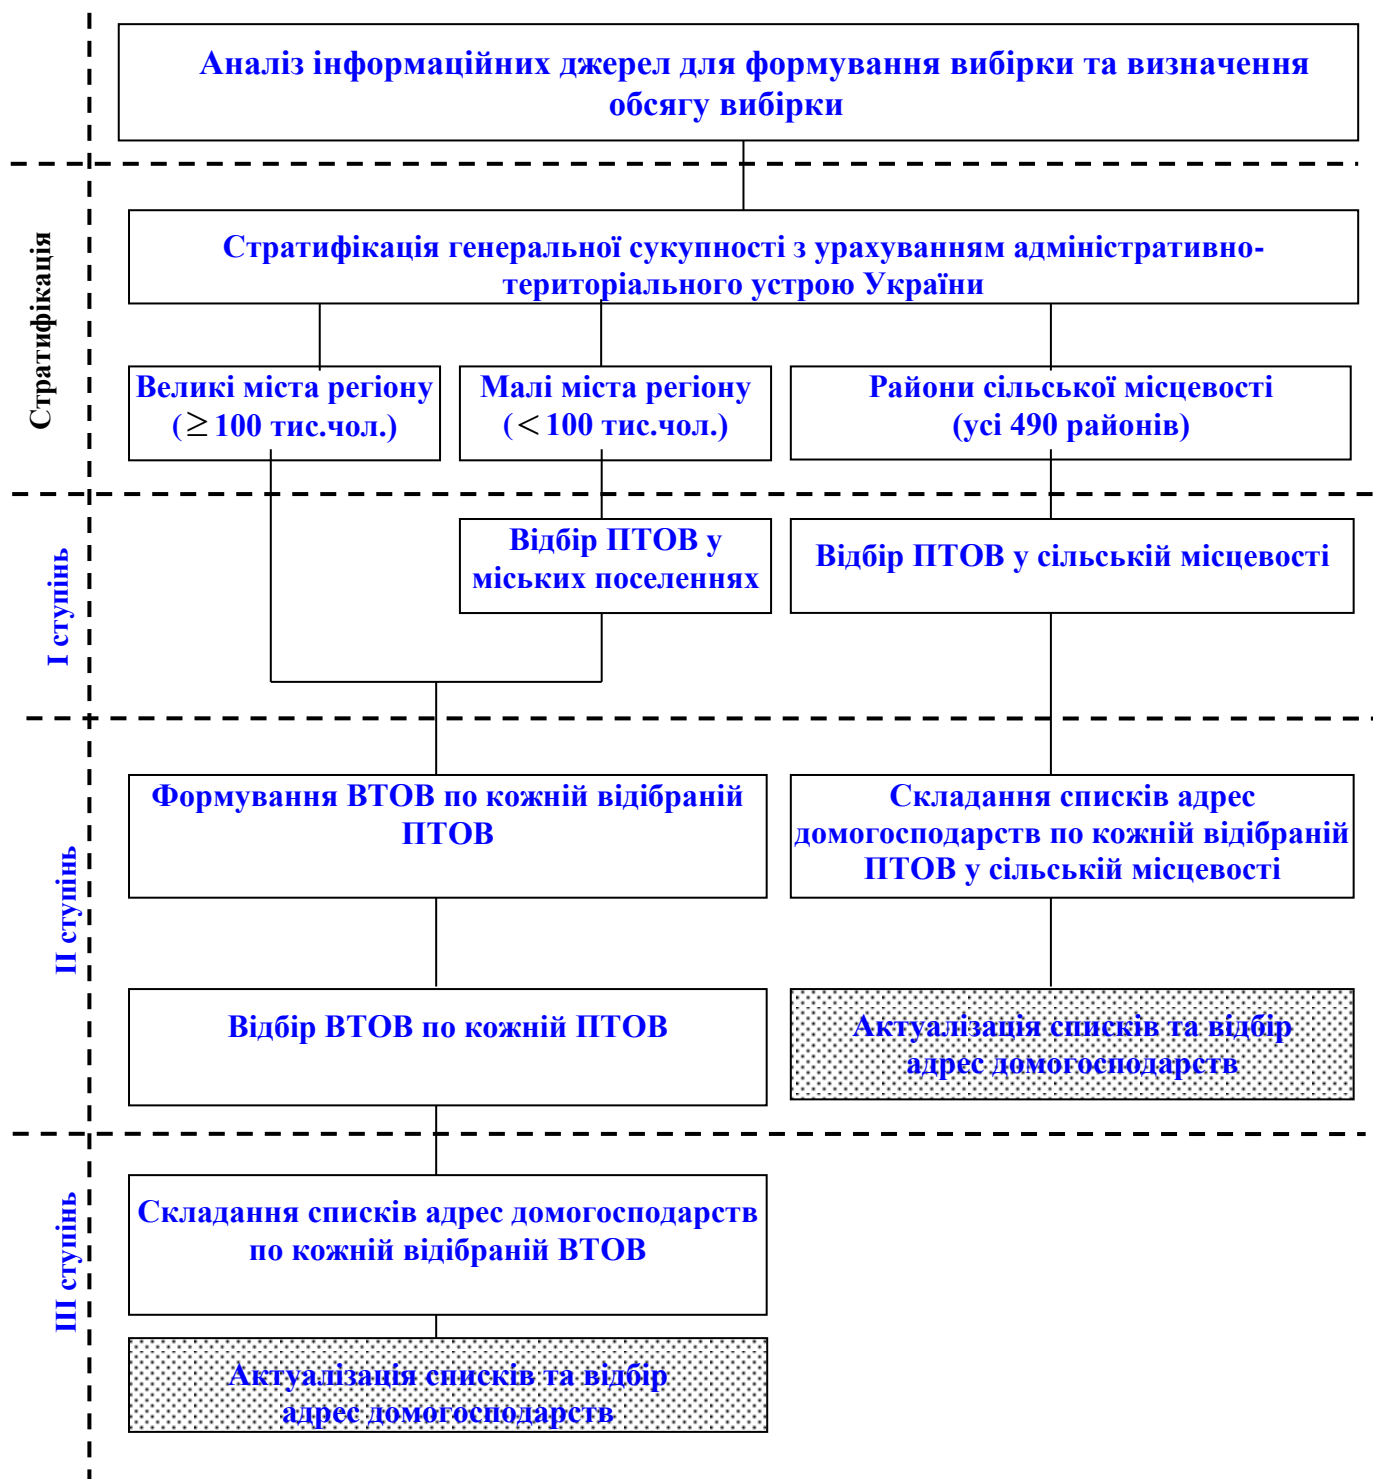 Аналіз інформаційних джерел для формування вибірки та визначення
обсягу вибірки
Стратифікація
Стратифікація генеральної сукупності з урахуванням адміністративно-
територіального устрою України
Великі міста регіону
(≥100 тис.чол.)
Малі міста регіону
(<100 тис.чол.)
Райони сільської місцевості
(усі 490 районів)
І ступінь
Відбір ПТОВ у
міських поселеннях
Відбір ПТОВ у сільській місцевості
ІІ ступінь
Формування ВТОВ по кожній відібраній
ПТОВ
Складання списків адрес
домогосподарств по кожній відібраній
ПТОВ у сільській місцевості
Відбір ВТОВ по кожній ПТОВ
Актуалізація списків та відбір
адрес домогосподарств
ІІІ ступінь
Складання списків адрес домогосподарств
по кожній відібраній ВТОВ
Актуалізація списків та відбір
адрес домогосподарств